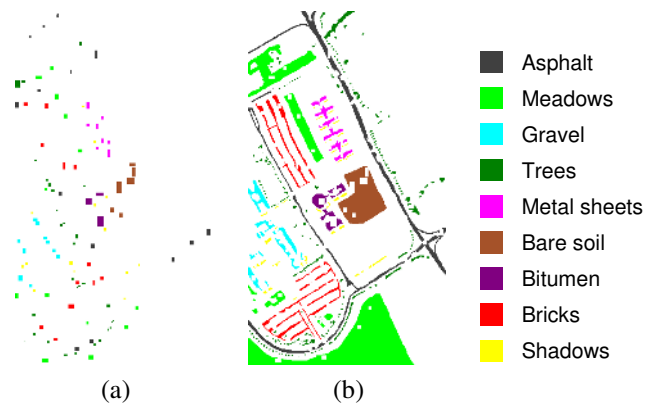 Asphalt
Meadows
Gravel
Trees
Metal sheets
Bare soil
Bitumen
Bricks
Shadows
(a)
(b)